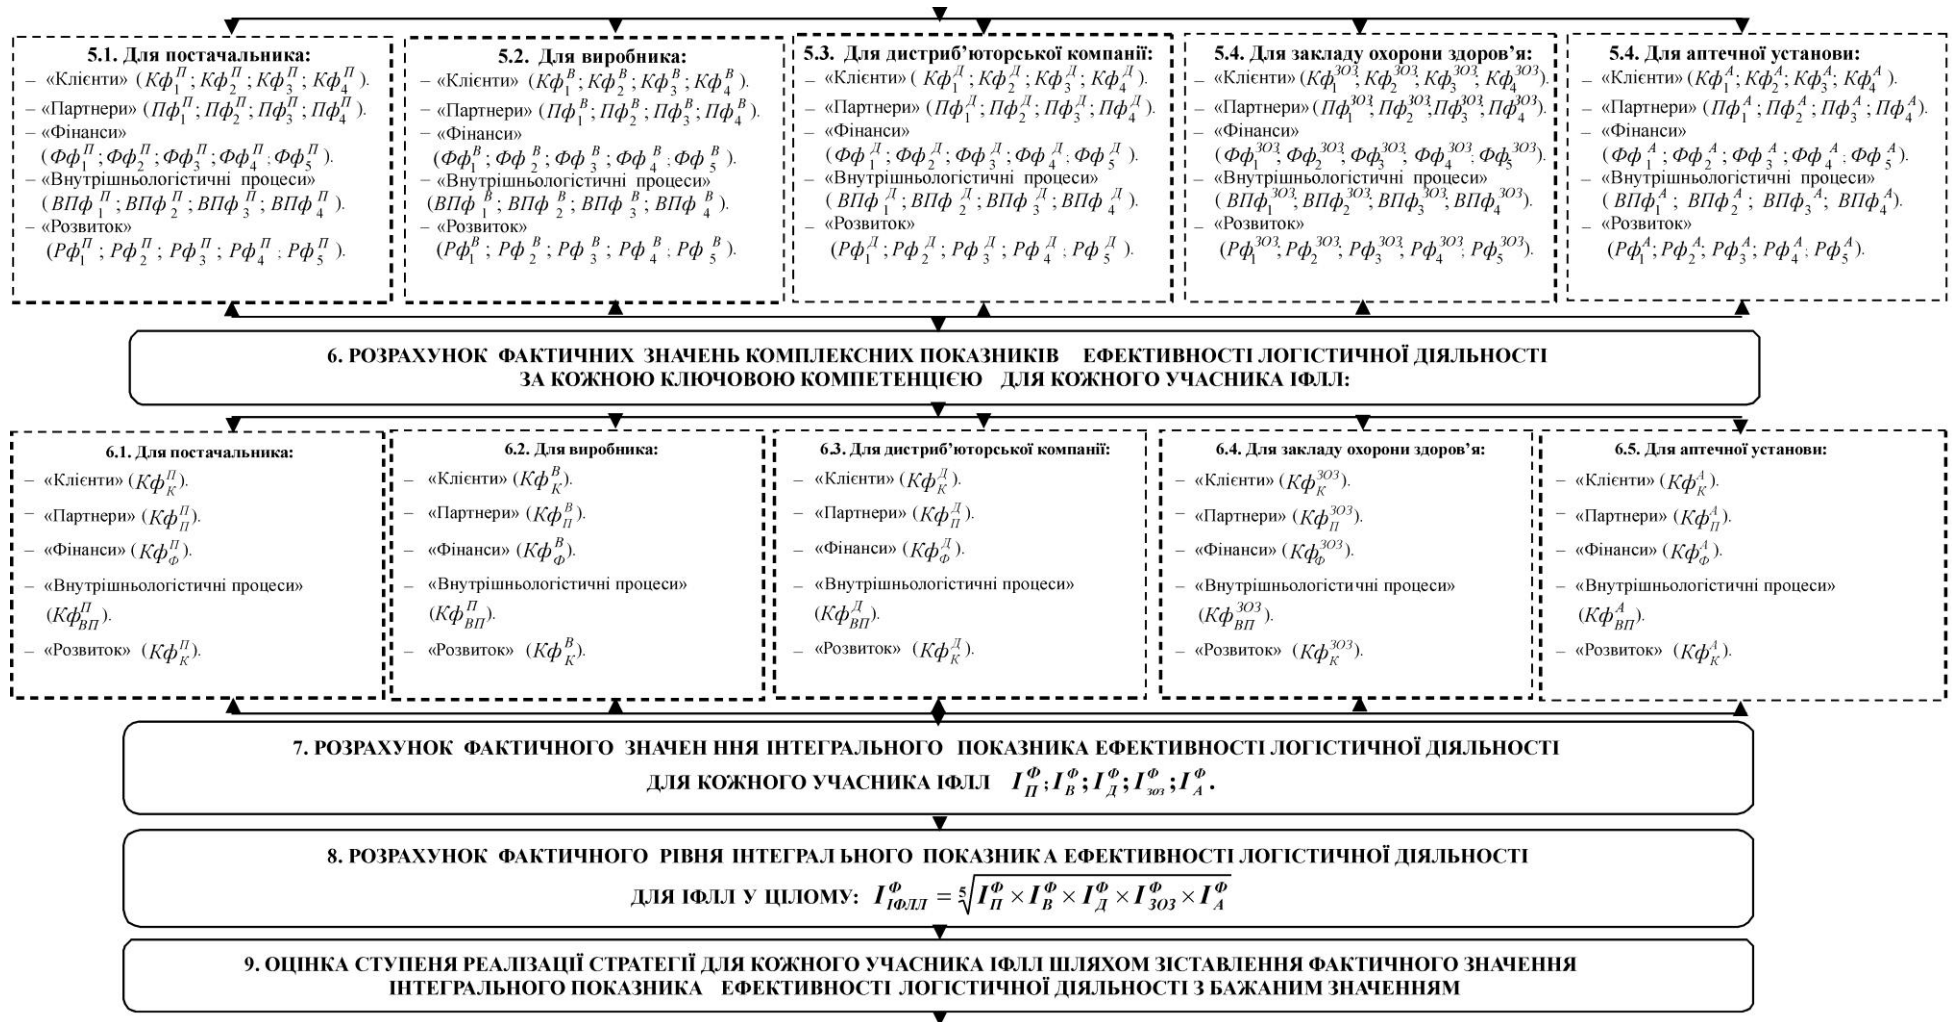 5.1. Для постачальника:
– «Клієнти» (Кф₁ᴾ; Кф₂ᴾ; Кф₃ᴾ; Кф₄ᴾ).
– «Партнери» (Пф₁^П; Пф₂^П; Пф₃^П; Пф₄^П).
– «Фінанси»
(Фф₁^П; Фф₂^П; Фф₃^П; Фф₄^П; Фф₅^П).
– «Внутрішньологістичні процеси»
(ВПф₁^П; ВПф₂^П; ВПф₃^П; ВПф₄^П).
– «Розвиток»
(Рф₁^П; Рф₂^П; Рф₃^П; Рф₄^П; Рф₅^П).
5.2. Для виробника:
– «Клієнти» (Кф₁^В; Кф₂^В; Кф₃^В; Кф₄^В).
– «Партнери» (Пф₁^В; Пф₂^В; Пф₃^В; Пф₄^В).
– «Фінанси»
(Фф₁^В; Фф₂^В; Фф₃^В; Фф₄^В; Фф₅^В).
– «Внутрішньологістичні процеси»
(ВПф₁^В; ВПф₂^В; ВПф₃^В; ВПф₄^В).
– «Розвиток»
(Рф₁^В; Рф₂^В; Рф₃^В; Рф₄^В; Рф₅^В).
5.3. Для дистриб’юторської компанії:
– «Клієнти» (Кф₁^Д; Кф₂^Д; Кф₃^Д; Кф₄^Д).
– «Партнери» (Пф₁^Д; Пф₂^Д; Пф₃^Д; Пф₄^Д).
– «Фінанси»
(Фф₁^Д; Фф₂^Д; Фф₃^Д; Фф₄^Д; Фф₅^Д).
– «Внутрішньологістичні процеси»
(ВПф₁^Д; ВПф₂^Д; ВПф₃^Д; ВПф₄^Д).
– «Розвиток»
(Рф₁^Д; Рф₂^Д; Рф₃^Д; Рф₄^Д; Рф₅^Д).
5.4. Для закладу охорони здоров’я:
– «Клієнти» (Кф₁^ЗОЗ; Кф₂^ЗОЗ; Кф₃^ЗОЗ; Кф₄^ЗОЗ).
– «Партнери» (Пф₁^ЗОЗ; Пф₂^ЗОЗ; Пф₃^ЗОЗ; Пф₄^ЗОЗ).
– «Фінанси»
(Фф₁^ЗОЗ; Фф₂^ЗОЗ; Фф₃^ЗОЗ; Фф₄^ЗОЗ; Фф₅^ЗОЗ).
– «Внутрішньологістичні процеси»
(ВПф₁^ЗОЗ; ВПф₂^ЗОЗ; ВПф₃^ЗОЗ; ВПф₄^ЗОЗ).
– «Розвиток»
(Рф₁^ЗОЗ; Рф₂^ЗОЗ; Рф₃^ЗОЗ; Рф₄^ЗОЗ; Рф₅^ЗОЗ).
5.4. Для аптечної установи:
– «Клієнти» (Кф₁^А; Кф₂^А; Кф₃^А; Кф₄^А).
– «Партнери» (Пф₁^А; Пф₂^А; Пф₃^А; Пф₄^А).
– «Фінанси»
(Фф₁^А; Фф₂^А; Фф₃^А; Фф₄^А; Фф₅^А).
– «Внутрішньологістичні процеси»
(ВПф₁^А; ВПф₂^А; ВПф₃^А; ВПф₄^А).
– «Розвиток»
(Рф₁^А; Рф₂^А; Рф₃^А; Рф₄^А; Рф₅^А).
6. РОЗРАХУНОК ФАКТИЧНИХ ЗНАЧЕНЬ КОМПЛЕКСНИХ ПОКАЗНИКІВ ЕФЕКТИВНОСТІ ЛОГІСТИЧНОЇ ДІЯЛЬНОСТІ
ЗА КОЖНОЮ КЛЮЧОВОЮ КОМПЕТЕНЦІЄЮ ДЛЯ КОЖНОГО УЧАСНИКА ІФЛЛ:
6.1. Для постачальника:
– «Клієнти» (Кф_К^П).
– «Партнери» (Кф_П^П).
– «Фінанси» (Кф_Ф^П).
– «Внутрішньологістичні процеси»
(Кф_ВП^П).
– «Розвиток» (Кф_К^П).
6.2. Для виробника:
– «Клієнти» (Кф_К^В).
– «Партнери» (Кф_П^В).
– «Фінанси» (Кф_Ф^В).
– «Внутрішньологістичні процеси»
(Кф_ВП^П).
– «Розвиток» (Кф_К^В).
6.3. Для дистриб’юторської компанії:
– «Клієнти» (Кф_К^Д).
– «Партнери» (Кф_П^Д).
– «Фінанси» (Кф_Ф^Д).
– «Внутрішньологістичні процеси»
(Кф_ВП^Д).
– «Розвиток» (Кф_К^Д).
6.4. Для закладу охорони здоров’я:
– «Клієнти» (Кф_К^ЗОЗ).
– «Партнери» (Кф_П^ЗОЗ).
– «Фінанси» (Кф_Ф^ЗОЗ).
– «Внутрішньологістичні процеси»
(Кф_ВП^ЗОЗ).
– «Розвиток» (Кф_К^ЗОЗ).
6.5. Для аптечної установи:
– «Клієнти» (Кф_К^А).
– «Партнери» (Кф_П^А).
– «Фінанси» (Кф_Ф^А).
– «Внутрішньологістичні процеси»
(Кф_ВП^А).
– «Розвиток» (Кф_К^А).
7. РОЗРАХУНОК ФАКТИЧНОГО ЗНАЧЕН ННЯ ІНТЕГРАЛЬНОГО ПОКАЗНИКА ЕФЕКТИВНОСТІ ЛОГІСТИЧНОЇ ДІЯЛЬНОСТІ
ДЛЯ КОЖНОГО УЧАСНИКА ІФЛЛ I_П^Ф; I_В^Ф; I_Д^Ф; I_зоз^Ф; I_А^Ф.
8. РОЗРАХУНОК ФАКТИЧНОГО РІВНЯ ІНТЕГРАЛ ЬНОГО ПОКАЗНИК А ЕФЕКТИВНОСТІ ЛОГІСТИЧНОЇ ДІЯЛЬНОСТІ
ДЛЯ ІФЛЛ У ЦІЛОМУ: I_ІФЛЛ^Ф = ⁵√(I_П^Ф × I_В^Ф × I_Д^Ф × I_ЗОЗ^Ф × I_А^Ф)
9. ОЦІНКА СТУПЕНЯ РЕАЛІЗАЦІЇ СТРАТЕГІЇ ДЛЯ КОЖНОГО УЧАСНИКА ІФЛЛ ШЛЯХОМ ЗІСТАВЛЕННЯ ФАКТИЧНОГО ЗНАЧЕННЯ
ІНТЕГРАЛЬНОГО ПОКАЗНИКА ЕФЕКТИВНОСТІ ЛОГІСТИЧНОЇ ДІЯЛЬНОСТІ З БАЖАНИМ ЗНАЧЕННЯМ